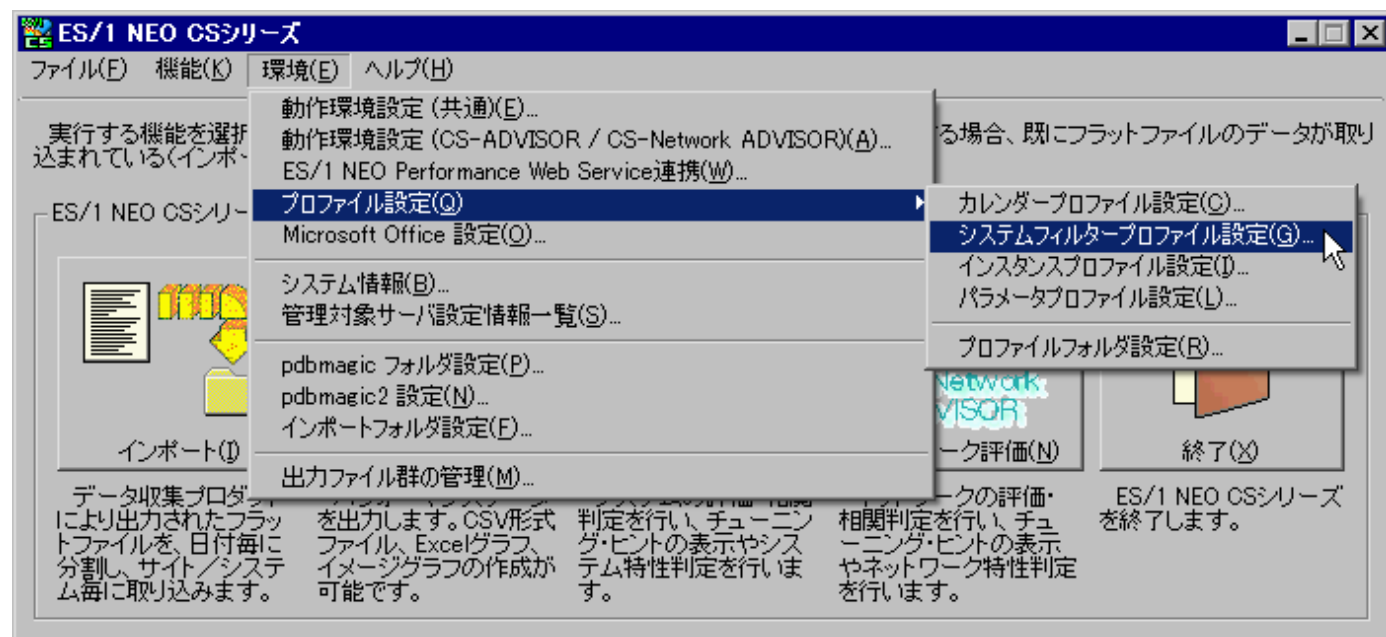 ES/1 NEO CSシリーズ
ファイル(F) 機能(K) 環境(E) ヘルプ(H)
動作環境設定 (共通)(E)...
動作環境設定 (CS-ADVISOR / CS-Network ADVISOR)(A)...
ES/1 NEO Performance Web Service連携(W)...
プロファイル設定(Q)
Microsoft Office 設定(O)...
システム情報(B)...
管理対象サーバ設定情報一覧(S)...
pdbmagic フォルダ設定(P)...
pdbmagic2 設定(N)...
インポートフォルダ設定(F)...
出力ファイル群の管理(M)...
カレンダープロファイル設定(C)...
システムフィルタープロファイル設定(G)...
インスタンスプロファイル設定(I)...
パラメータプロファイル設定(L)...
プロファイルフォルダ設定(R)...
実行する機能を選択
る場合、既にフラットファイルのデータが取り
込まれている(インポー
ES/1 NEO CSシリー
Network
VISOR
インポート(I)
ーク評価(N)
終了(X)
データ収集プロダクト
により出力されたフラッ
トファイルを、日付毎に
分割し、サイト/システ
ム毎に取り込みます。
を出力します。CSV形式
ファイル、Excelグラフ、
イメージグラフの作成が
可能です。
判定を行い、チューニン
グ・ヒントの表示やシス
テム特性判定を行いま
す。
ークの評価・
相関判定を行い、チュ
ーニング・ヒントの表示
やネットワーク特性判定
を行います。
ES/1 NEO CSシリーズ
を終了します。